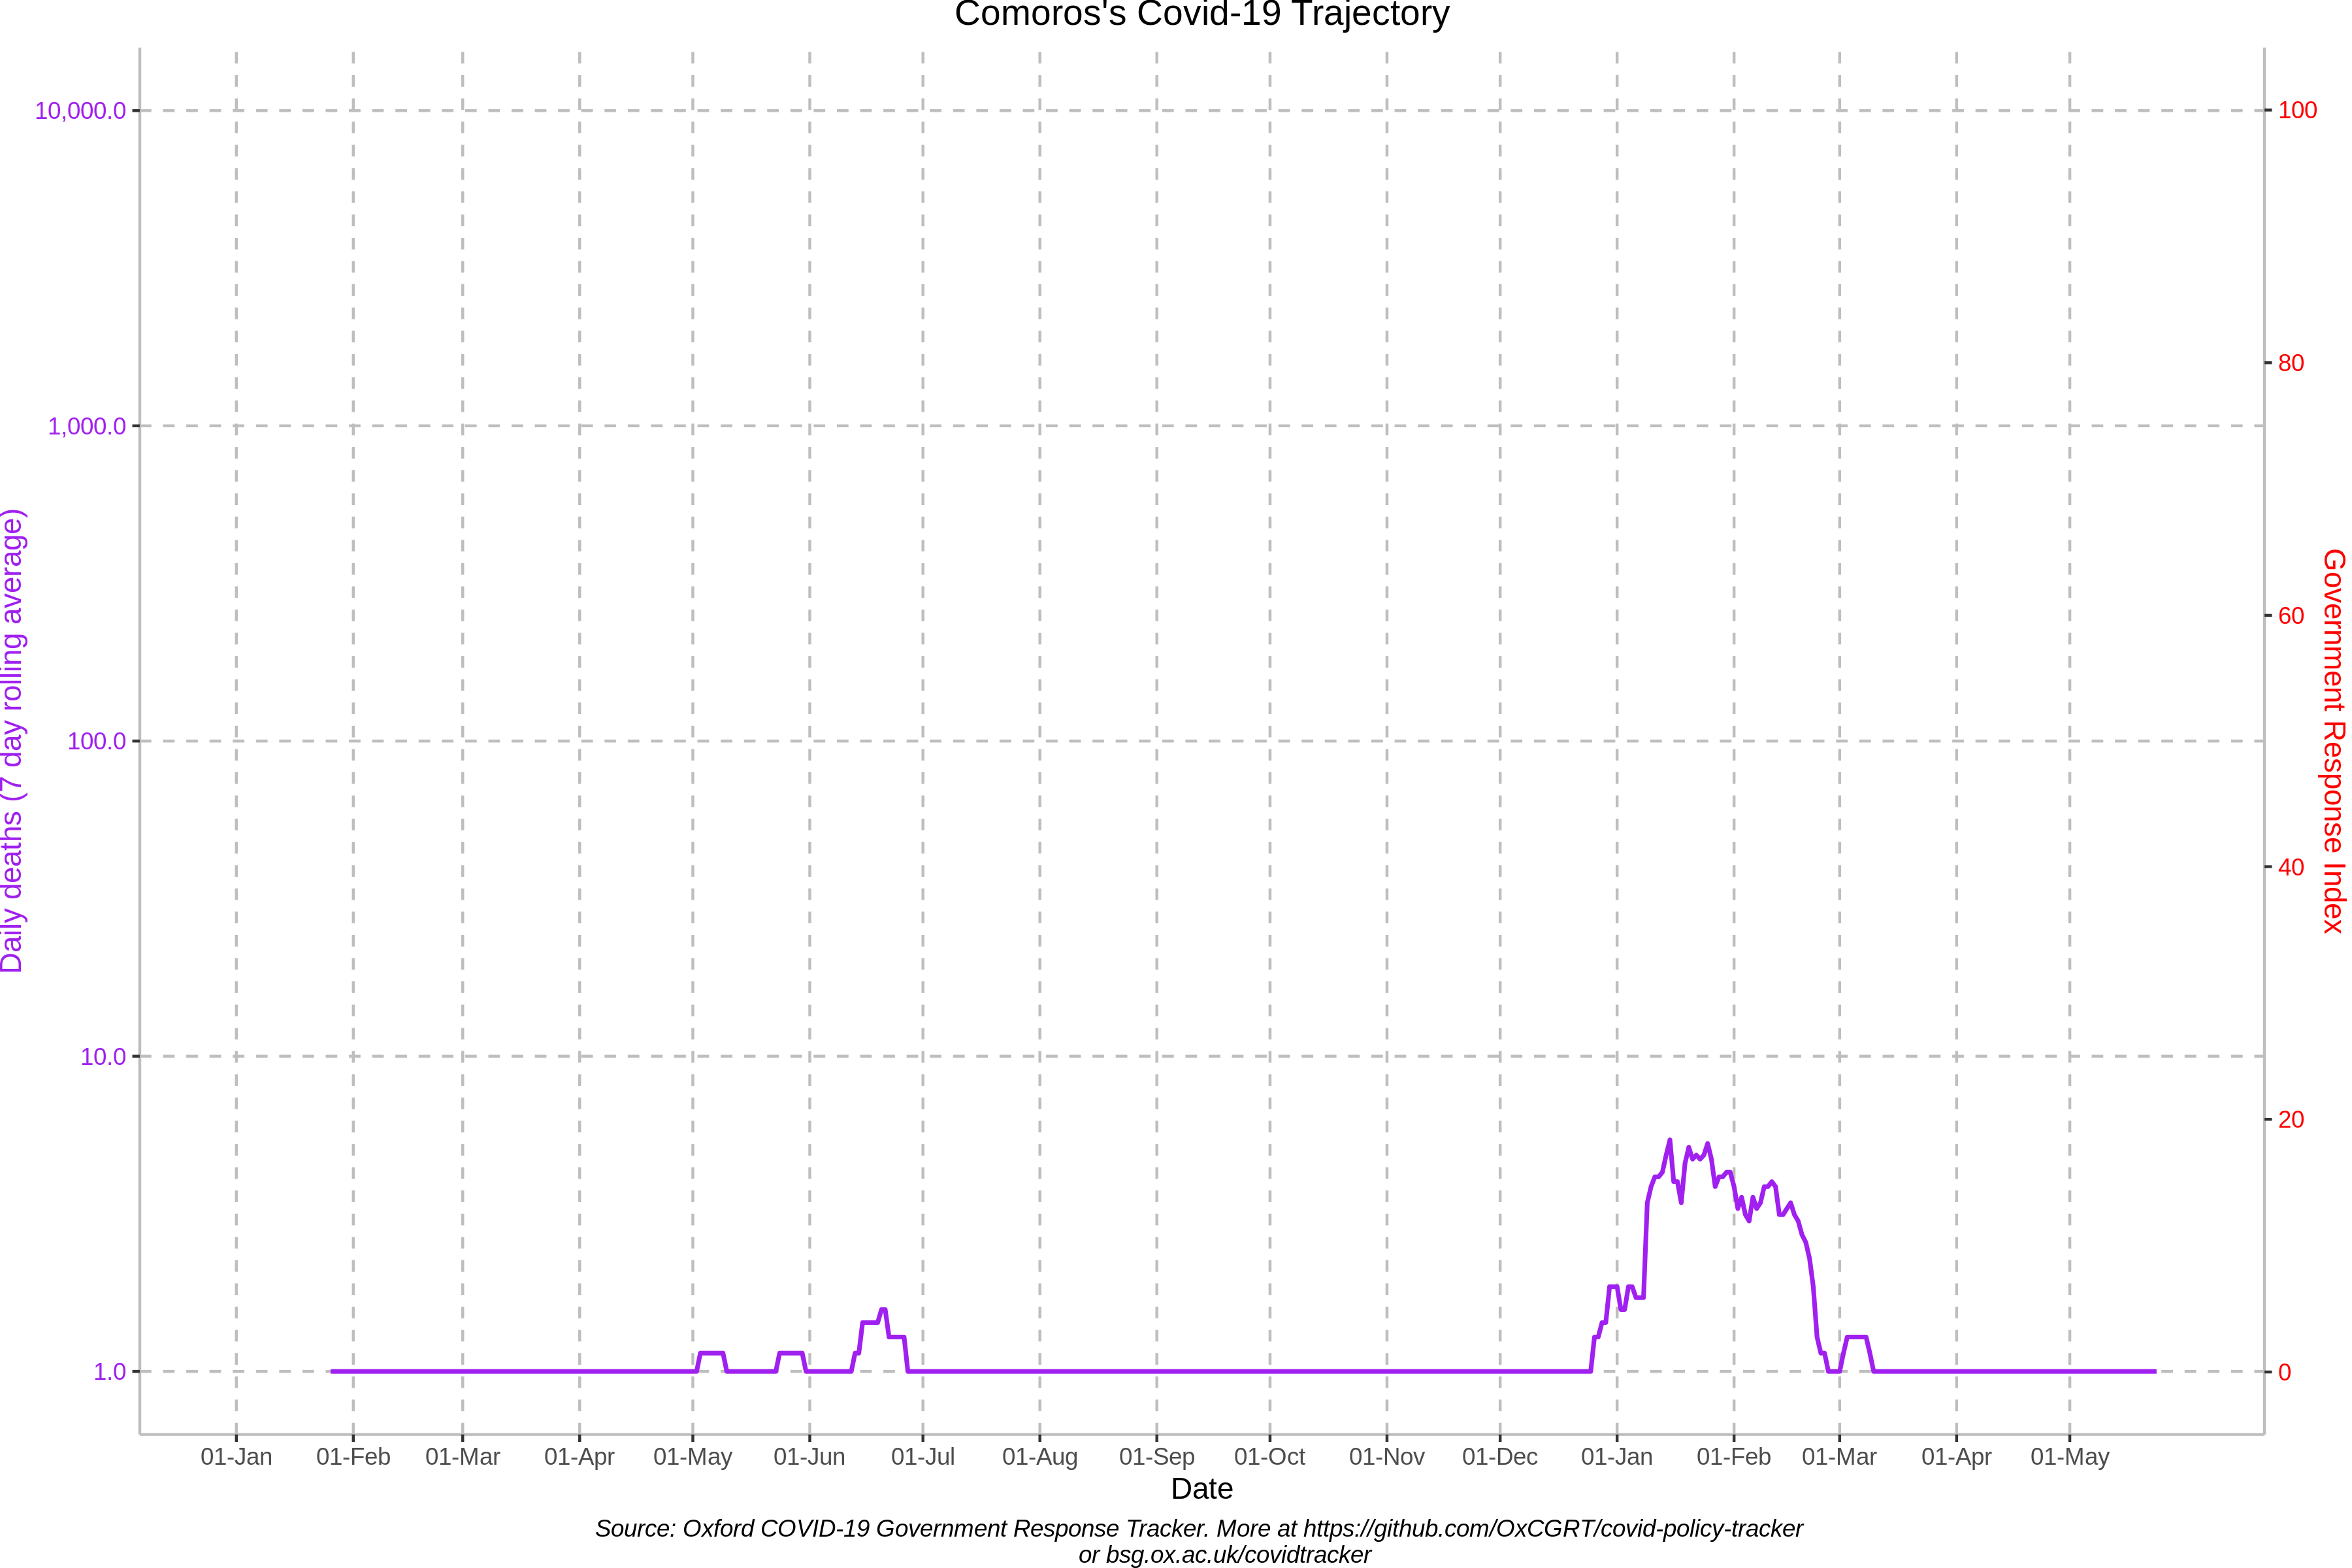 Comoros's Covid-19 Trajectory
10,000.0
1,000.0
100.0
10.0
1.0
Daily deaths (7 day rolling average)
100
80
60
40
20
0
Government Response Index
01-Jan 01-Feb 01-Mar 01-Apr 01-May 01-Jun 01-Jul 01-Aug 01-Sep 01-Oct 01-Nov 01-Dec 01-Jan 01-Feb 01-Mar 01-Apr 01-May
Date
Source: Oxford COVID-19 Government Response Tracker. More at https://github.com/OxCGRT/covid-policy-tracker
or bsg.ox.ac.uk/covidtracker